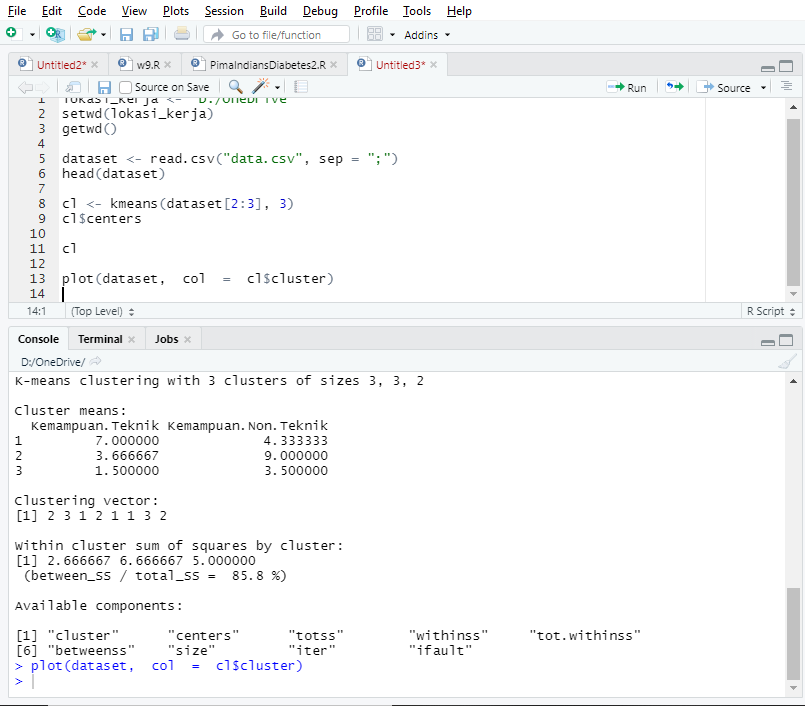 File Edit Code View Plots Session Build Debug Profile Tools Help
Go to file/function Addins
Untitled2* w9.R PimaIndiansDiabetes2.R Untitled3*
Source on Save Run Source
1 lokasi_kerja <- "D:/OneDrive"
2 setwd(lokasi_kerja)
3 getwd()
4
5 dataset <- read.csv("data.csv", sep = ";")
6 head(dataset)
7
8 cl <- kmeans(dataset[2:3], 3)
9 cl$centers
10
11 cl
12
13 plot(dataset, col = cl$cluster)
14
14:1 (Top Level) R Script
Console Terminal Jobs
D:/OneDrive/
K-means clustering with 3 clusters of sizes 3, 3, 2
Cluster means:
Kemampuan.Teknik Kemampuan.Non.Teknik
1 7.000000 4.333333
2 3.666667 9.000000
3 1.500000 3.500000
Clustering vector:
[1] 2 3 1 2 1 1 3 2
Within cluster sum of squares by cluster:
[1] 2.666667 6.666667 5.000000
(between_SS / total_SS = 85.8 %)
Available components:
[1] "cluster" "centers" "totss" "withinss" "tot.withinss"
[6] "betweenss" "size" "iter" "ifault"
> plot(dataset, col = cl$cluster)
>